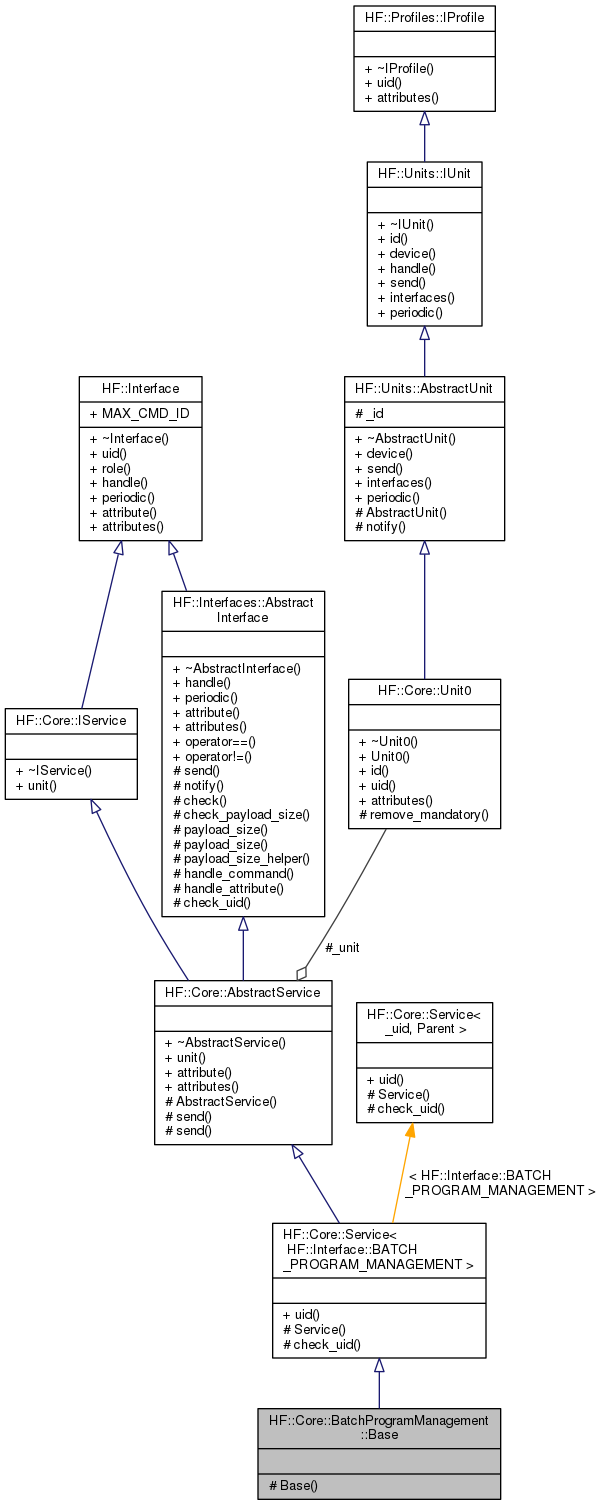 HF::Profiles::IProfile
+ ~IProfile()
+ uid()
+ attributes()
HF::Units::IUnit
+ ~IUnit()
+ id()
+ device()
+ handle()
+ send()
+ interfaces()
+ periodic()
HF::Interface
+ MAX_CMD_ID
+ ~Interface()
+ uid()
+ role()
+ handle()
+ periodic()
+ attribute()
+ attributes()
HF::Units::AbstractUnit
# _id
+ ~AbstractUnit()
+ device()
+ send()
+ interfaces()
+ periodic()
# AbstractUnit()
# notify()
HF::Interfaces::Abstract
Interface
+ ~AbstractInterface()
+ handle()
+ periodic()
+ attribute()
+ attributes()
+ operator==()
+ operator!=()
# send()
# notify()
# check()
# check_payload_size()
# payload_size()
# payload_size()
# payload_size_helper()
# handle_command()
# handle_attribute()
# check_uid()
HF::Core::IService
+ ~IService()
+ unit()
HF::Core::Unit0
+ ~Unit0()
+ Unit0()
+ id()
+ uid()
+ attributes()
# remove_mandatory()
#_unit
HF::Core::AbstractService
+ ~AbstractService()
+ unit()
+ attribute()
+ attributes()
# AbstractService()
# send()
# send()
HF::Core::Service<
_uid, Parent >
+ uid()
# Service()
# check_uid()
< HF::Interface::BATCH
_PROGRAM_MANAGEMENT >
HF::Core::Service<
HF::Interface::BATCH
_PROGRAM_MANAGEMENT >
+ uid()
# Service()
# check_uid()
HF::Core::BatchProgramManagement
::Base
# Base()